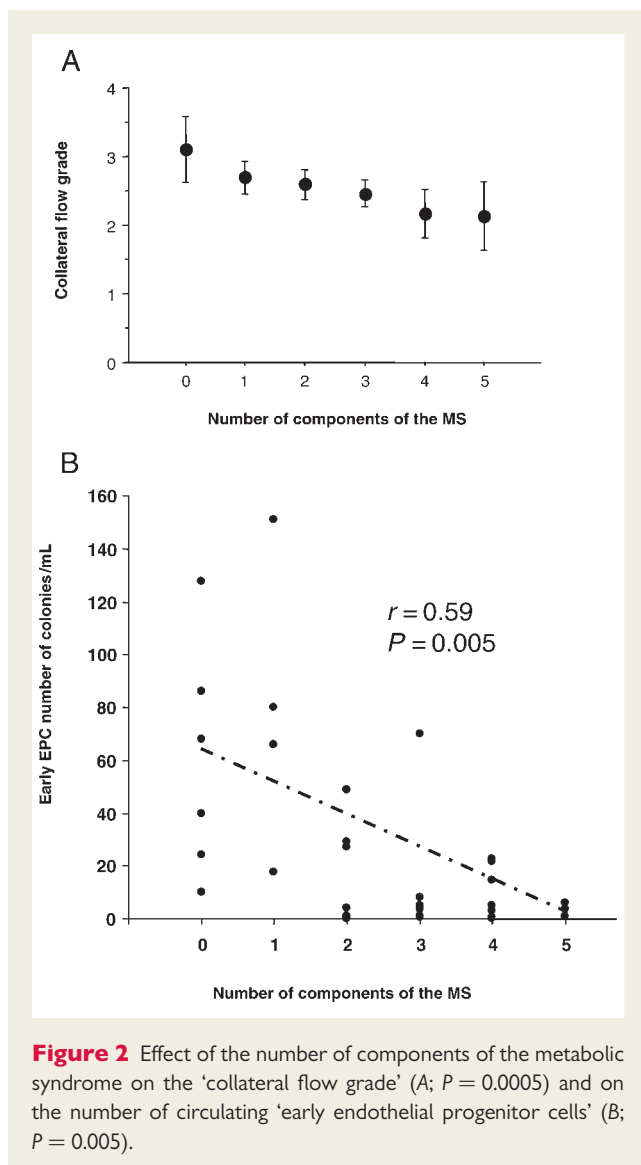 A
4
3
2
1
0
Collateral flow grade
0 1 2 3 4 5
Number of components of the MS
B
160
140
120
100
80
60
40
20
0
Early EPC number of colonies/mL
r = 0.59
P = 0.005
0 1 2 3 4 5
Number of components of the MS
Figure 2 Effect of the number of components of the metabolic
syndrome on the ‘collateral flow grade’ (A; P = 0.0005) and on
the number of circulating ‘early endothelial progenitor cells’ (B;
P = 0.005).